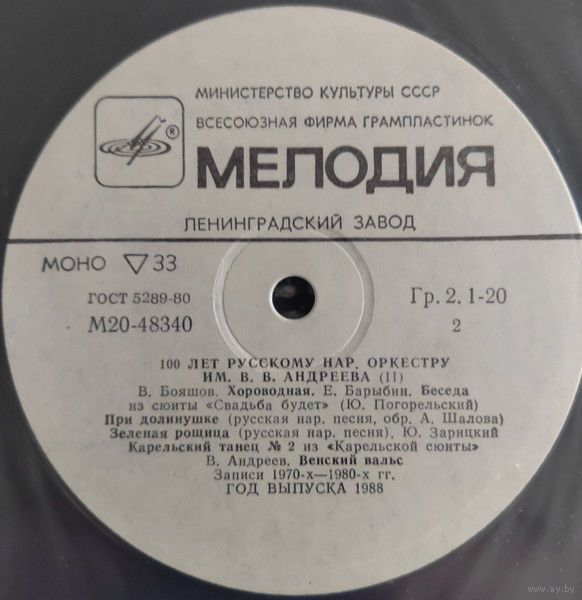 МИНИСТЕРСТВО КУЛЬТУРЫ СССР
ВСЕСОЮЗНАЯ ФИРМА ГРАМПЛАСТИНОК
®
МЕЛОДИЯ
ЛЕНИНГРАДСКИЙ ЗАВОД
МОНО ▽ 33
ГОСТ 5289-80
Гр. 2. 1-20
М20-48340
2
100 ЛЕТ РУССКОМУ НАР. ОРКЕСТРУ
ИМ. В. В. АНДРЕЕВА (II)
В. Бояшов, Хороводная, Е. Барыбин, Беседа
из сюиты «Свадьба будет» (Ю. Погорельский)
При долинушке (русская нар. песня, обр. А. Шалова)
Зеленая рощица (русская нар. песня), Ю. Зарицкий
Карельский танец № 2 из «Карельской сюиты»
В. Андреев, Венский вальс
Записи 1970-х—1980-х гг.
ГОД ВЫПУСКА 1988
www.ay.by